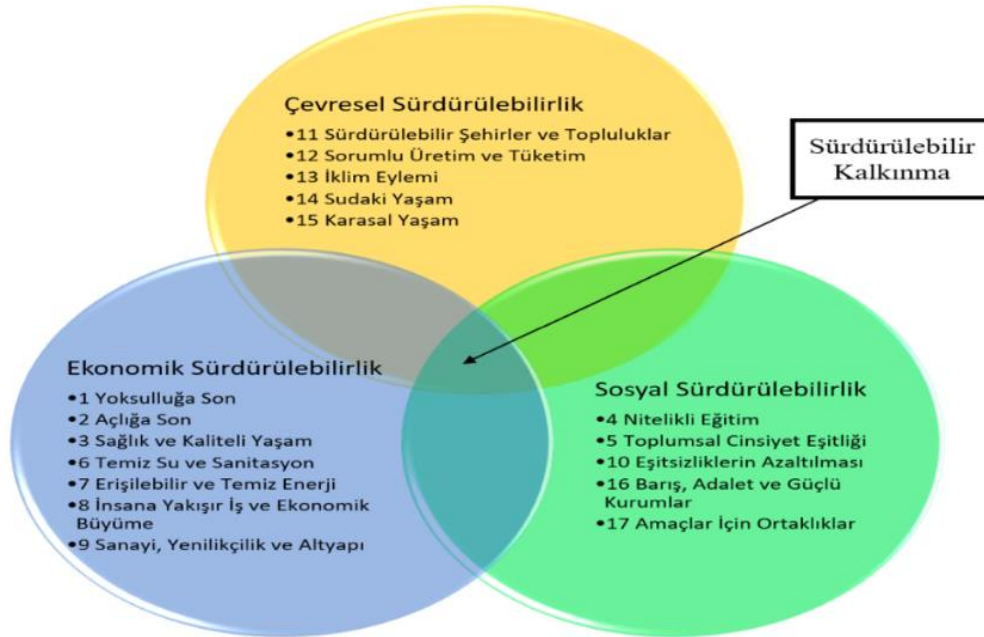 Çevresel Sürdürülebilirlik
•11 Sürdürülebilir Şehirler ve Topluluklar
•12 Sorumlu Üretim ve Tüketim
•13 İklim Eylemi
•14 Sudaki Yaşam
•15 Karasal Yaşam
Sürdürülebilir
Kalkınma
Ekonomik Sürdürülebilirlik
•1 Yoksulluğa Son
•2 Açlığa Son
•3 Sağlık ve Kaliteli Yaşam
•6 Temiz Su ve Sanitasyon
•7 Erişilebilir ve Temiz Enerji
•8 İnsana Yakışır İş ve Ekonomik
Büyüme
•9 Sanayi, Yenilikçilik ve Altyapı
Sosyal Sürdürülebilirlik
•4 Nitelikli Eğitim
•5 Toplumsal Cinsiyet Eşitliği
•10 Eşitsizliklerin Azaltılması
•16 Barış, Adalet ve Güçlü
Kurumlar
•17 Amaçlar İçin Ortaklıklar